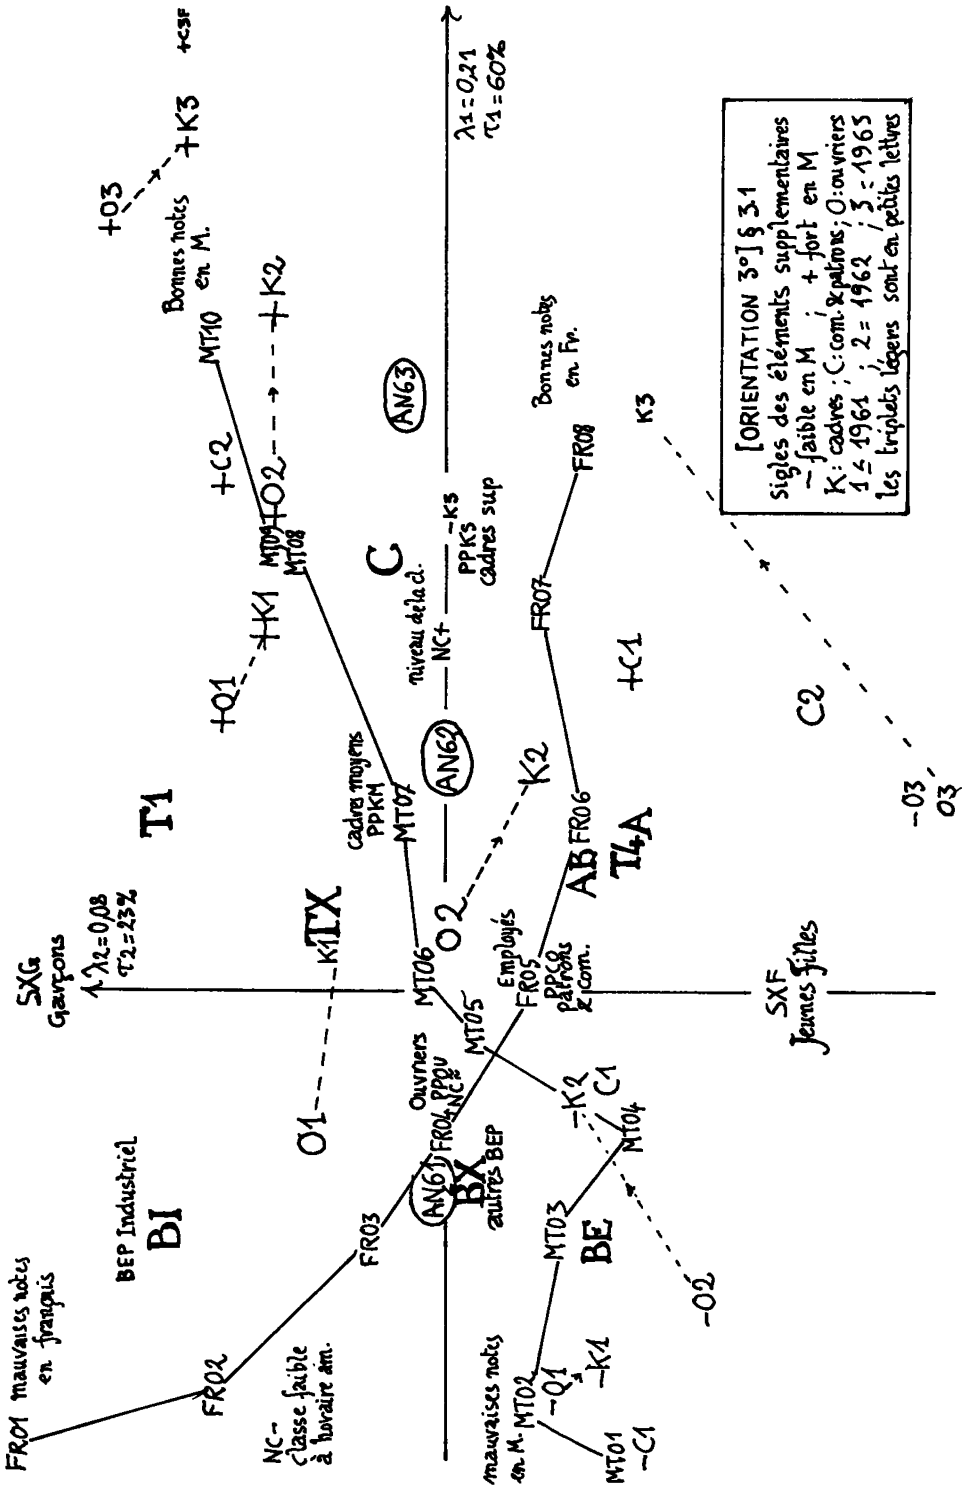 FR01 mauvaises notes
en français
SXG
Garçons
λ2=0,08
τ2=23%
BEP Industriel
BI
T1
+O3
+K3
+CSF
Bonnes notes
en M.
MT10
FR02
+Q1
+C2
+K1
+O2
+K2
MT09
MT08
NC-
classe faible
à horaire am.
O1
K1
TX
cadres moyens
PPKM
MT07
FR03
C
AN63
niveau de la cl.
NC+
Ouvriers
PPOU
NC≈
MT06
AN61
FR04
O2
AN62
-K3
PPKS
cadres sup
λ1=0,21
τ1=60%
BX
autres BEP
MT05
mauvaises notes
en M.
MT02
Employés
FR05
PPC0
patrons
& com.
K2
FR07
Bonnes notes
en Fr.
-Q1
-K1
MT03
BE
-K2
C1
AB
FR06
FR08
T4A
MT01
-C1
MT04
+C1
K3
-O2
SXF
Jeunes Filles
C2
-O3
O3
[ORIENTATION 3°] § 3.1
sigles des éléments supplémentaires
- faible en M ; + fort en M
K: cadres ; C: com. & patrons ; O: ouvriers
1 ≤ 1961 ; 2 = 1962 ; 3 = 1963
les triplets légers sont en petites lettres